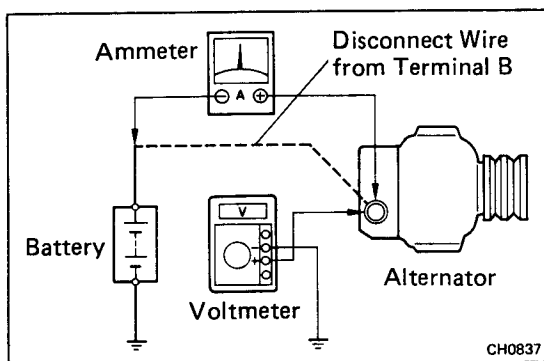 Ammeter
Disconnect Wire
from Terminal B
− A +
V
−
+
Battery
Voltmeter
Alternator
CH0837